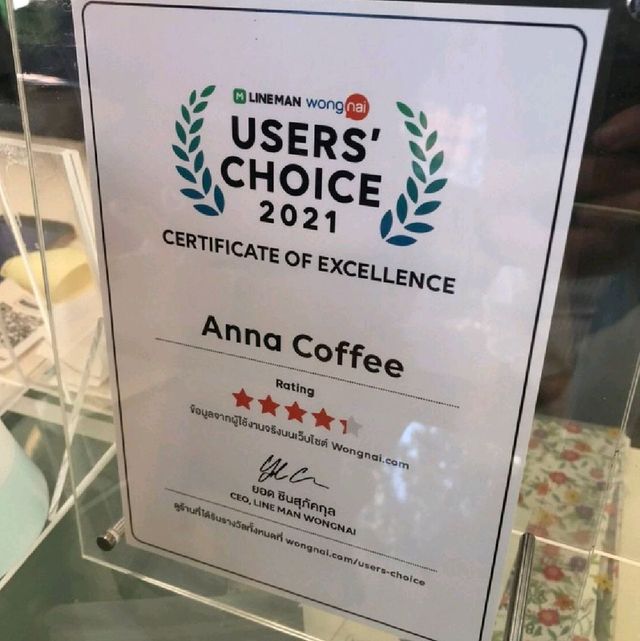 LINEMAN wongnai
USERS'
CHOICE
2021
CERTIFICATE OF EXCELLENCE
Anna Coffee
Rating
ข้อมูลจากผู้ใช้งานจริงบนเว็บไซต์ Wongnai.com
ยอด ชินสุภัคกุล
CEO, LINE MAN WONGNAI
ดูร้านที่ได้รับรางวัลทั้งหมดที่ wongnai.com/users-choice